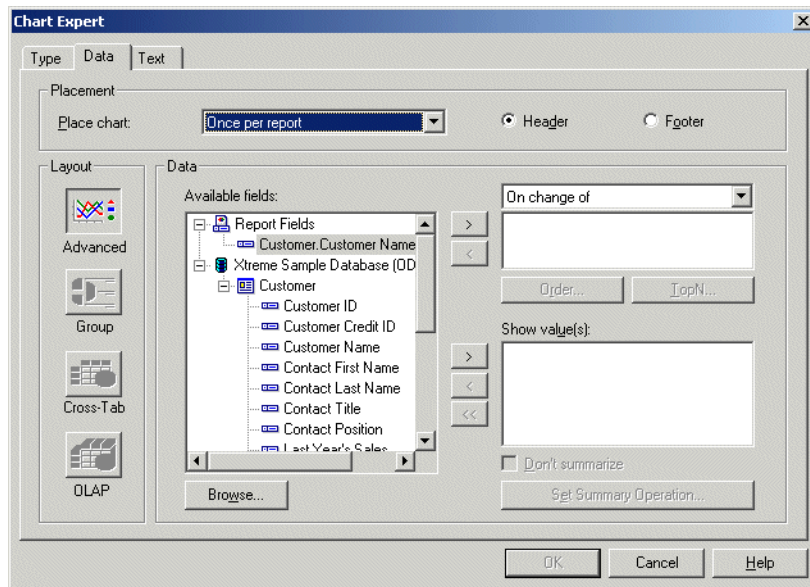 Chart Expert
Type Data Text
Placement
Place chart: Once per report Header Footer
Layout
Advanced
Group
Cross-Tab
OLAP
Data
Available fields:
Report Fields
Customer.Customer Name
Xtreme Sample Database (OD
Customer
Customer ID
Customer Credit ID
Customer Name
Contact First Name
Contact Last Name
Contact Title
Contact Position
Last Year's Sales
Browse...
>
<
On change of
Order... TopN...
Show value(s):
>
<
<<
Don't summarize
Set Summary Operation...
OK Cancel Help